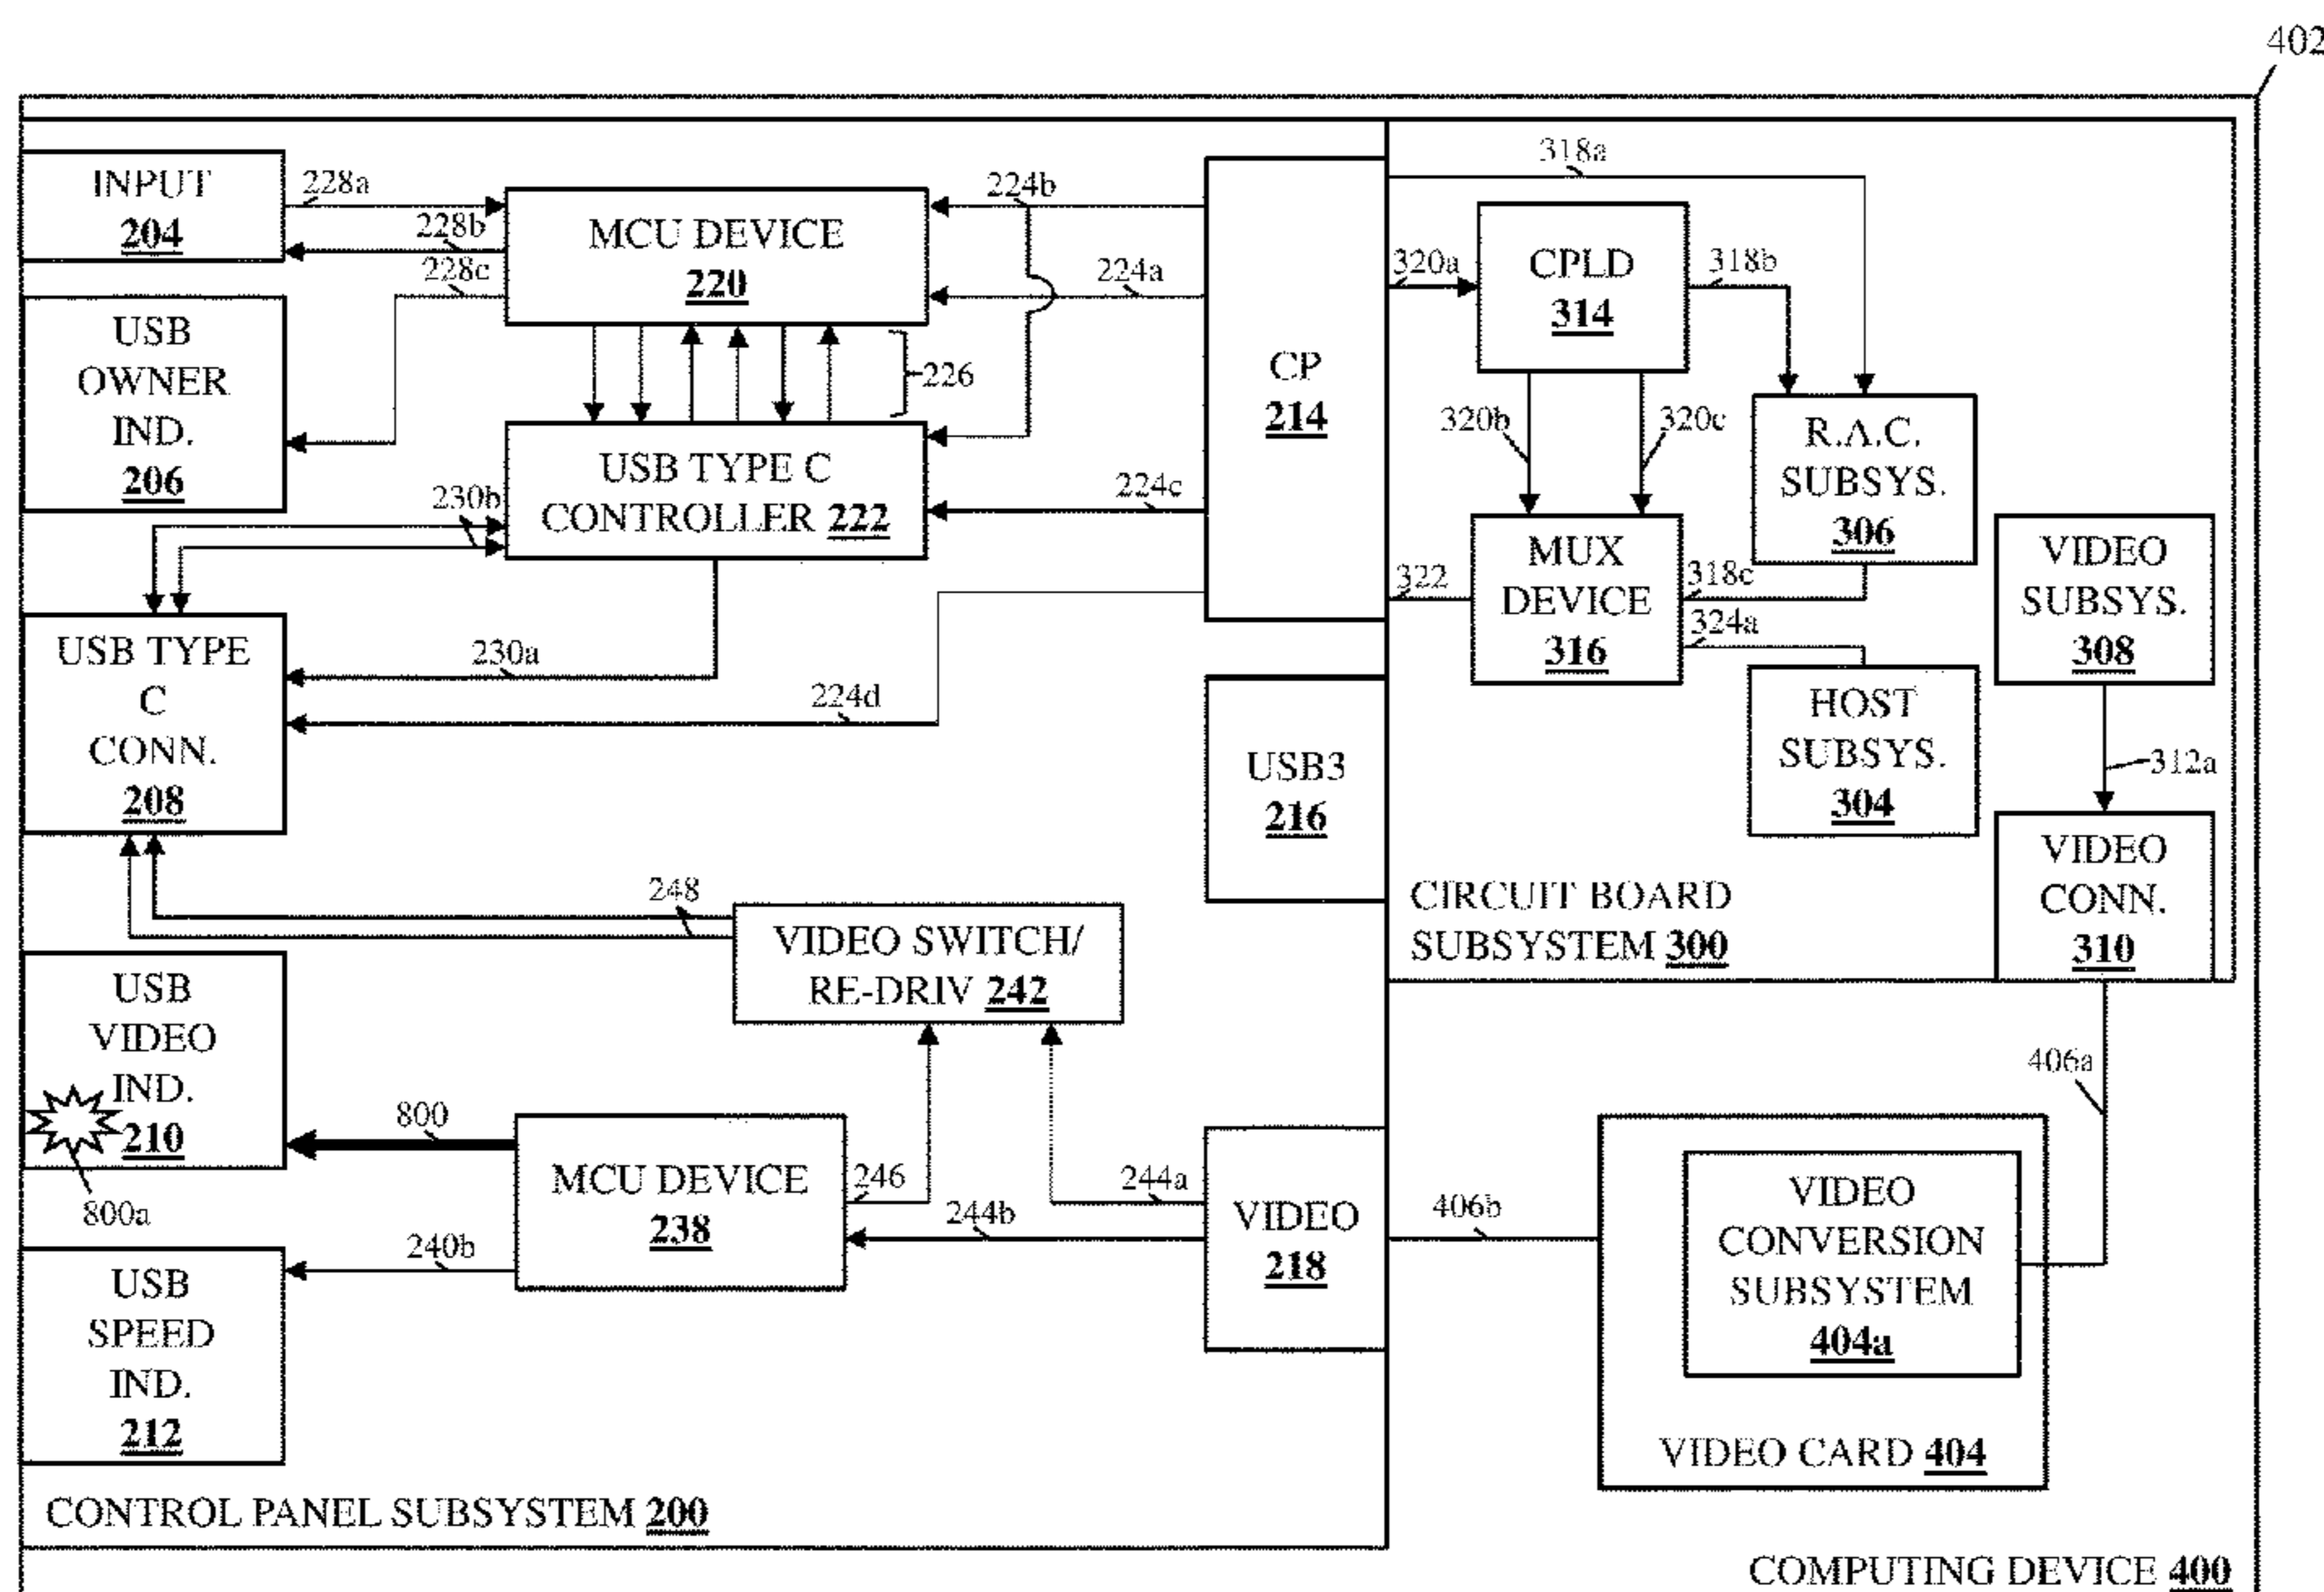 402
INPUT
204
228a
228b
228c
MCU DEVICE
220
224b
224a
318a
320a
CPLD
314
318b
USB
OWNER
IND.
206
226
CP
214
320b
320c
R.A.C.
SUBSYS.
306
USB TYPE C
CONTROLLER 222
230b
224c
322
MUX
DEVICE
316
318c
324a
VIDEO
SUBSYS.
308
USB TYPE
C
CONN.
208
230a
224d
USB3
216
HOST
SUBSYS.
304
312a
VIDEO
CONN.
310
248
VIDEO SWITCH/
RE-DRIV 242
CIRCUIT BOARD
SUBSYSTEM 300
USB
VIDEO
IND.
210
800a
800
MCU DEVICE
238
246
244a
244b
VIDEO
218
406b
406a
VIDEO
CONVERSION
SUBSYSTEM
404a
VIDEO CARD 404
240b
USB
SPEED
IND.
212
CONTROL PANEL SUBSYSTEM 200
COMPUTING DEVICE 400